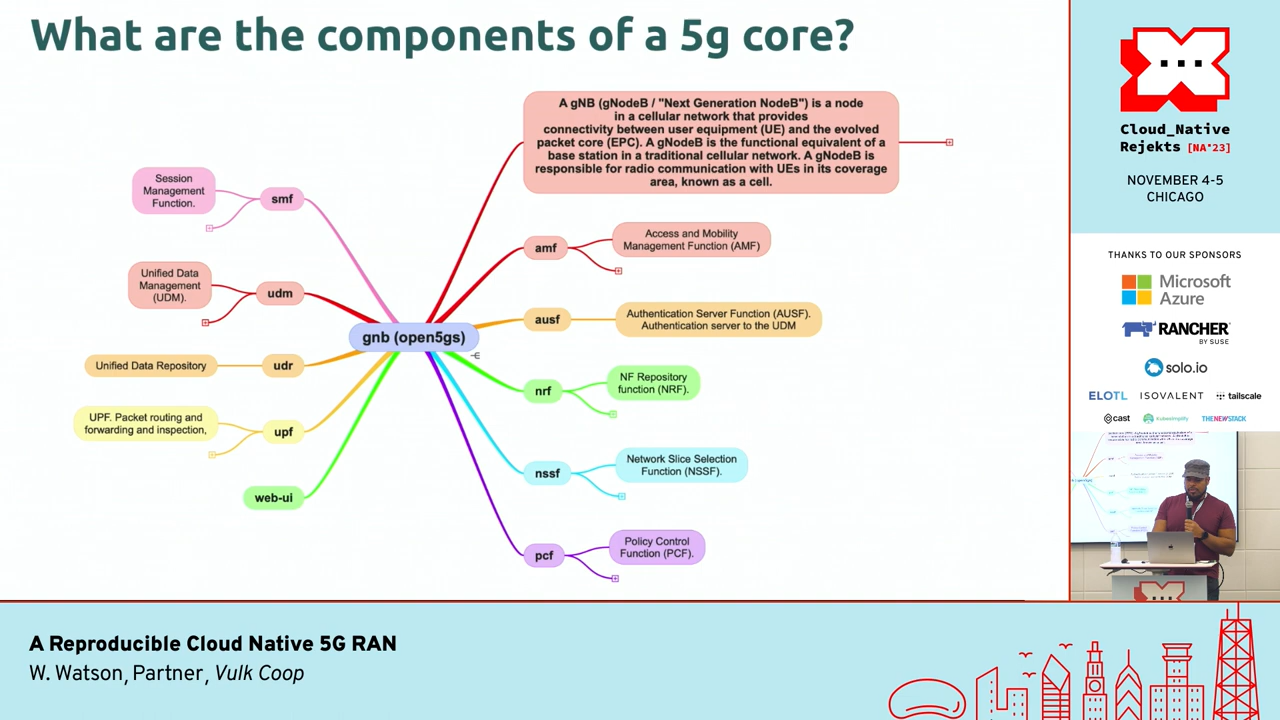 What are the components of a 5g core?
A gNB (gNodeB / "Next Generation NodeB") is a node
in a cellular network that provides
connectivity between user equipment (UE) and the evolved
packet core (EPC). A gNodeB is the functional equivalent of a
base station in a traditional cellular network. A gNodeB is
responsible for radio communication with UEs in its coverage
area, known as a cell.
Session
Management
Function.
smf
Unified Data
Management
(UDM).
udm
Unified Data Repository
udr
UPF. Packet routing and
forwarding and inspection,
upf
web-ui
gnb (open5gs)
amf
Access and Mobility
Management Function (AMF)
ausf
Authentication Server Function (AUSF).
Authentication server to the UDM
nrf
NF Repository
function (NRF).
nssf
Network Slice Selection
Function (NSSF).
pcf
Policy Control
Function (PCF).
Cloud_Native
Rejekts [NA'23]
NOVEMBER 4-5
CHICAGO
THANKS TO OUR SPONSORS
Microsoft
Azure
RANCHER
BY SUSE
solo.io
ELOTL ISOVALENT tailscale
cast kubesimplify THENEWSTACK
A Reproducible Cloud Native 5G RAN
W. Watson, Partner, Vulk Coop